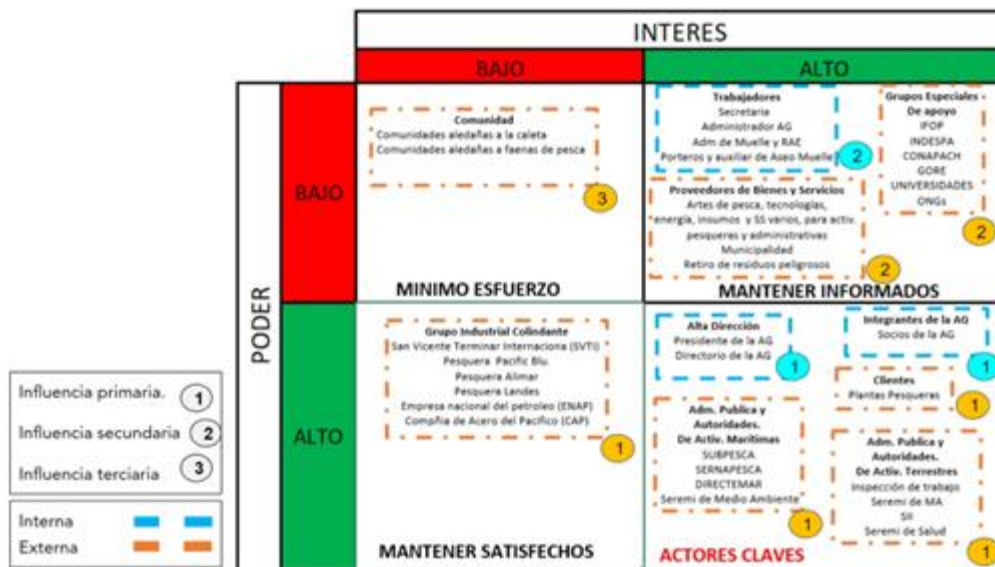 INTERES
BAJO
ALTO
PODER
BAJO
Comunidad
Comunidades aledañas a la caleta
Comunidades aledañas a faenas de pesca
3
MINIMO ESFUERZO
Trabajadores
Secretaria
Administrador AG
Adm de Muelle y RAE
Porteros y auxiliar de Aseo Muelle
2
Grupos Especiales
De apoyo
IFOP
INDESPA
CONAPACH
GORE
UNIVERSIDADES
ONGs
2
Proveedores de Bienes y Servicios
Artes de pesca, tecnologías,
energía, insumos y SS varios, para activ.
pesqueras y administrativas
Municipalidad
Retiro de residuos peligrosos
2
MANTENER INFORMADOS
ALTO
Grupo Industrial Colindante
San Vicente Terminar Internaciona (SVTI)
Pesquera Pacific Blu.
Pesquera Alimar
Pesquera Landes
Empresa nacional del petroleo (ENAP)
Compañía de Acero del Pacífico (CAP)
1
MANTENER SATISFECHOS
Alta Dirección
Presidente de la AG
Directorio de la AG
1
Integrantes de la AG
Socios de la AG
1
Clientes
Plantas Pesqueras
1
Adm. Publica y
Autoridades.
De Activ. Marítimas
SUBPESCA
SERNAPESCA
DIRECTEMAR
Seremi de Medio Ambiente
1
Adm. Publica y
Autoridades.
De Activ. Terrestres
Inspección de trabajo
Seremi de MA
SII
Seremi de Salud
1
ACTORES CLAVES
Influencia primaria. 1
Influencia secundaria 2
Influencia terciaria 3
Interna
Externa